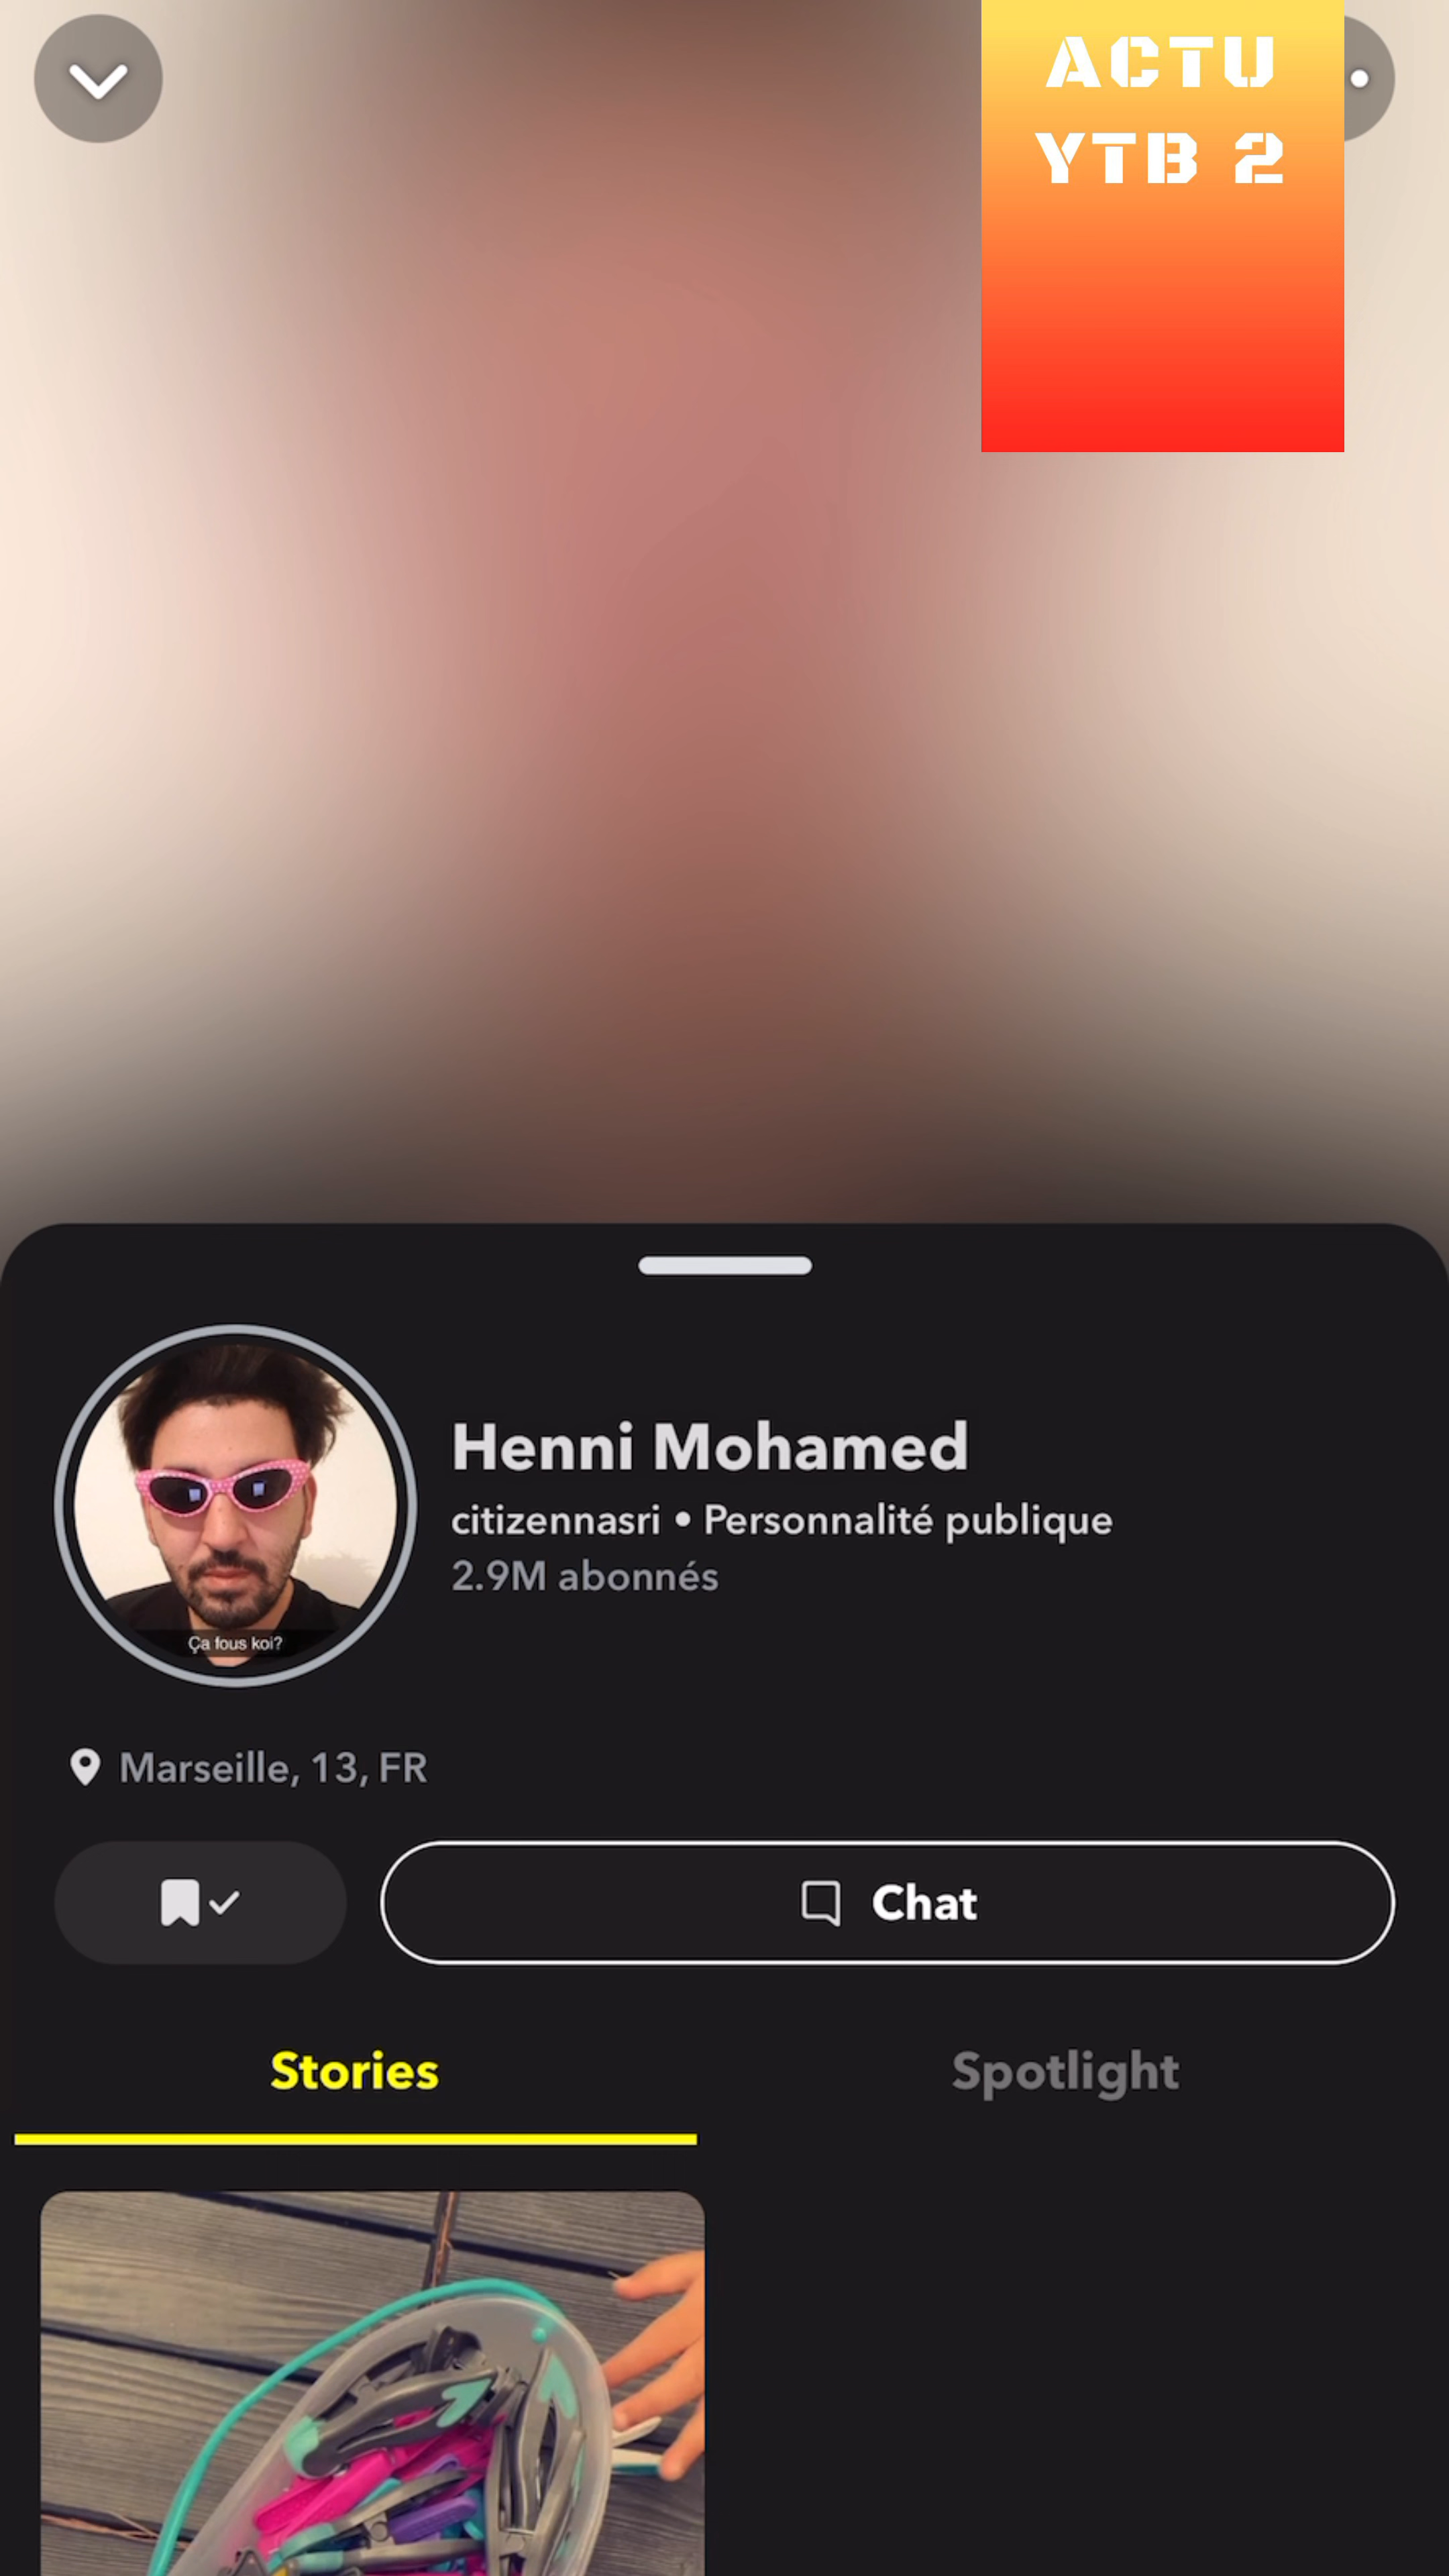 ACTU
YTB 2
Henni Mohamed
citizennasri • Personnalité publique
2.9M abonnés
Ça fous koi?
Marseille, 13, FR
Chat
Stories
Spotlight